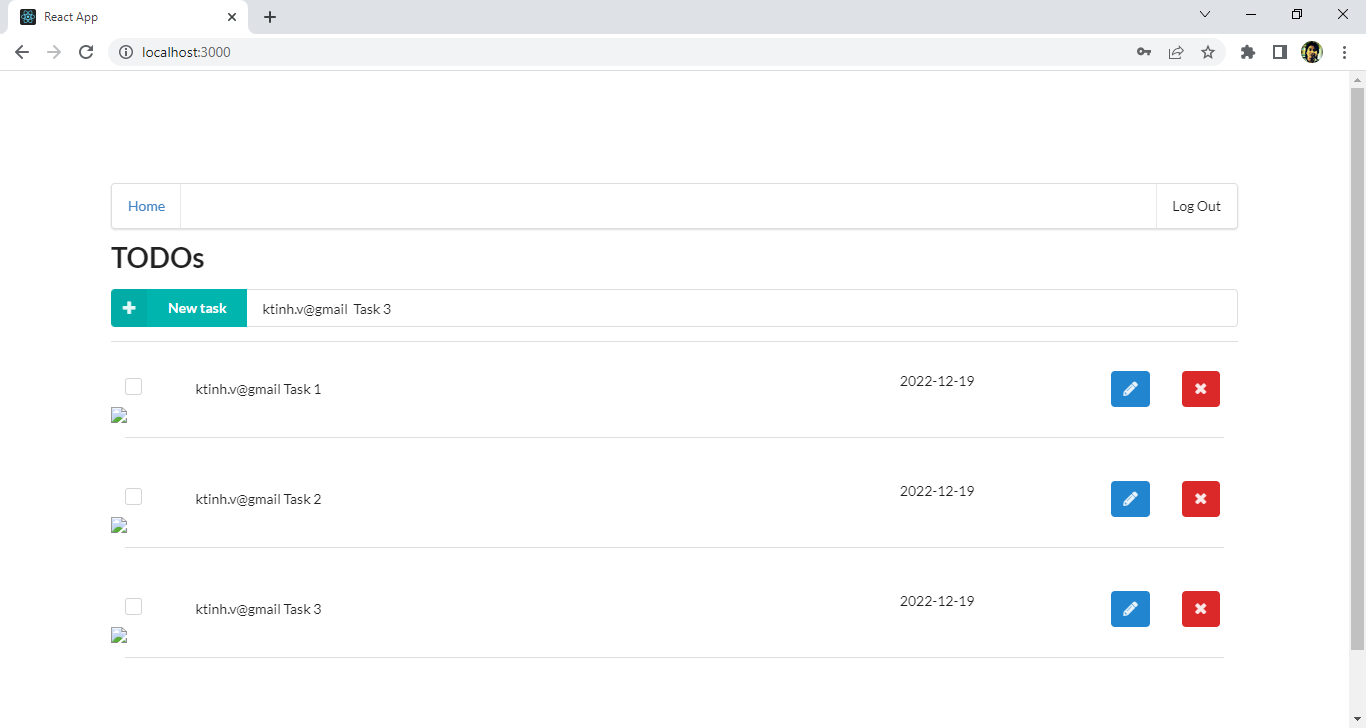 React App
localhost:3000
Home
Log Out
TODOs
New task
ktinh.v@gmail  Task 3
ktinh.v@gmail Task 1
2022-12-19
ktinh.v@gmail Task 2
2022-12-19
ktinh.v@gmail Task 3
2022-12-19